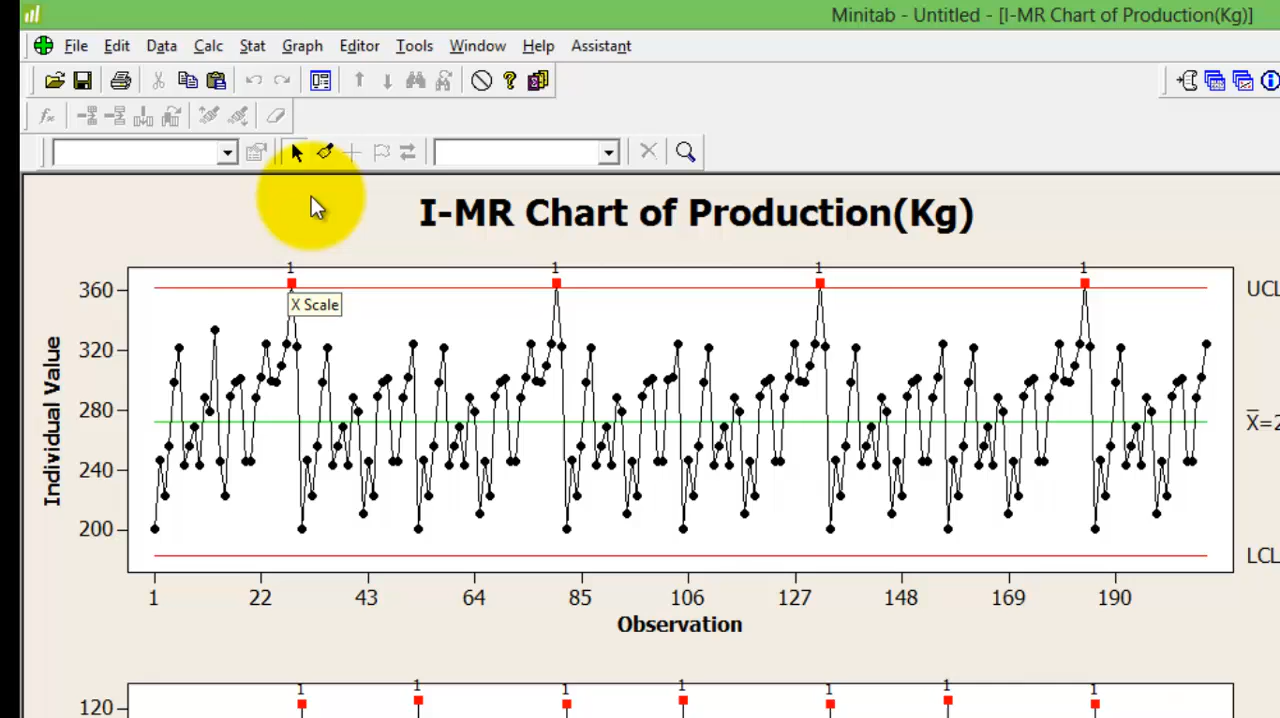 Minitab - Untitled - [I-MR Chart of Production(Kg)]
File Edit Data Calc Stat Graph Editor Tools Window Help Assistant
I-MR Chart of Production(Kg)
1 1 1 1
360
320
280
240
200
Individual Value
X Scale
UCL
X̅=2
LCL
1 22 43 64 85 106 127 148 169 190
Observation
1 1 1 1 1 1 1
120